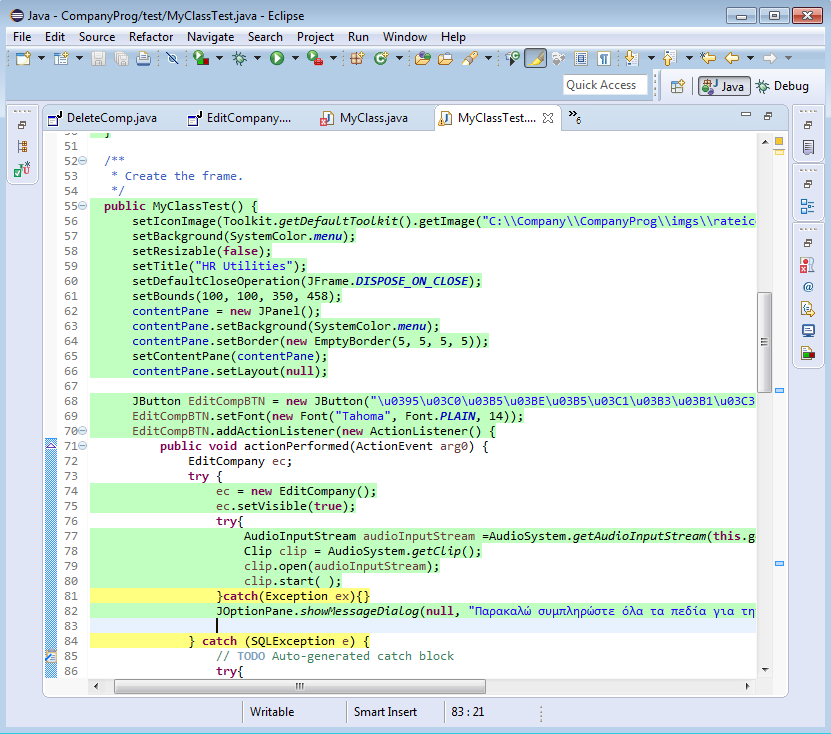 Java - CompanyProg/test/MyClassTest.java - Eclipse
File Edit Source Refactor Navigate Search Project Run Window Help
Quick Access
Java
Debug
DeleteComp.java
EditCompany....
MyClass.java
MyClassTest....
6
}
51
52 /**
53 * Create the frame.
54 */
55 public MyClassTest() {
56 setIconImage(Toolkit.getDefaultToolkit().getImage("C:\\Company\\CompanyProg\\imgs\\rateico
57 setBackground(SystemColor.menu);
58 setResizable(false);
59 setTitle("HR Utilities");
60 setDefaultCloseOperation(JFrame.DISPOSE_ON_CLOSE);
61 setBounds(100, 100, 350, 458);
62 contentPane = new JPanel();
63 contentPane.setBackground(SystemColor.menu);
64 contentPane.setBorder(new EmptyBorder(5, 5, 5, 5));
65 setContentPane(contentPane);
66 contentPane.setLayout(null);
67
68 JButton EditCompBTN = new JButton("\u0395\u03C0\u03B5\u03BE\u03B5\u03C1\u03B3\u03B1\u03C3
69 EditCompBTN.setFont(new Font("Tahoma", Font.PLAIN, 14));
70 EditCompBTN.addActionListener(new ActionListener() {
71 public void actionPerformed(ActionEvent arg0) {
72 EditCompany ec;
73 try {
74 ec = new EditCompany();
75 ec.setVisible(true);
76 try{
77 AudioInputStream audioInputStream =AudioSystem.getAudioInputStream(this.g
78 Clip clip = AudioSystem.getClip();
79 clip.open(audioInputStream);
80 clip.start( );
81 }catch(Exception ex){}
82 JOptionPane.showMessageDialog(null, "Παρακαλώ συμπληρώστε όλα τα πεδία για τη
83
84 } catch (SQLException e) {
85 // TODO Auto-generated catch block
86 try{
Writable
Smart Insert
83 : 21